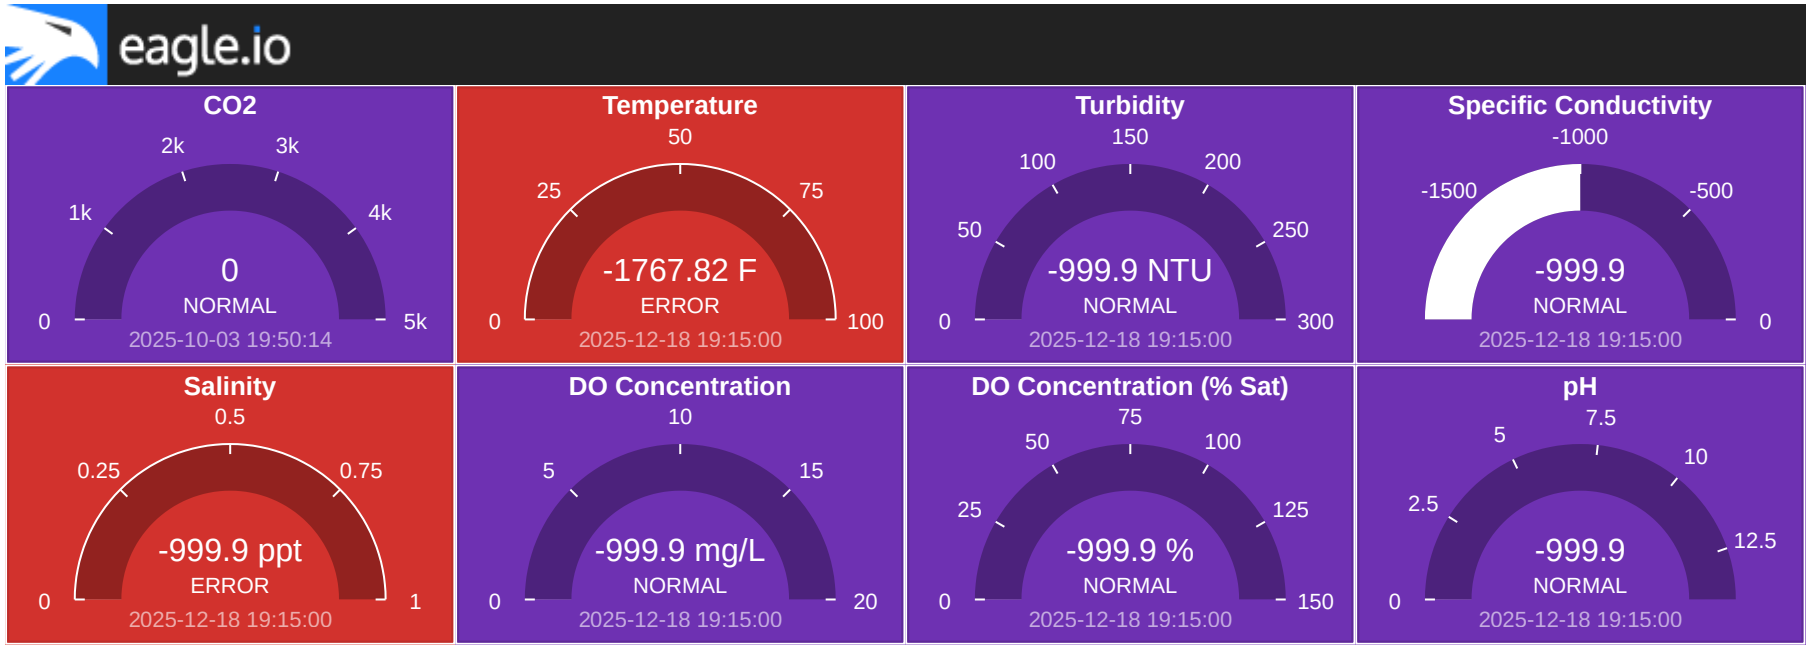 eagle.io
CO2
2k
3k
1k
4k
0
NORMAL
0
5k
2025-10-03 19:50:14
Temperature
50
25
75
-1767.82 F
ERROR
0
100
2025-12-18 19:15:00
Turbidity
150
100
200
50
250
-999.9 NTU
NORMAL
0
300
2025-12-18 19:15:00
Specific Conductivity
-1000
-1500
-500
-999.9
NORMAL
0
2025-12-18 19:15:00
Salinity
0.5
0.25
0.75
-999.9 ppt
ERROR
0
1
2025-12-18 19:15:00
DO Concentration
10
5
15
-999.9 mg/L
NORMAL
0
20
2025-12-18 19:15:00
DO Concentration (% Sat)
75
50
100
25
125
-999.9 %
NORMAL
0
150
2025-12-18 19:15:00
pH
7.5
5
10
2.5
12.5
-999.9
NORMAL
0
2025-12-18 19:15:00